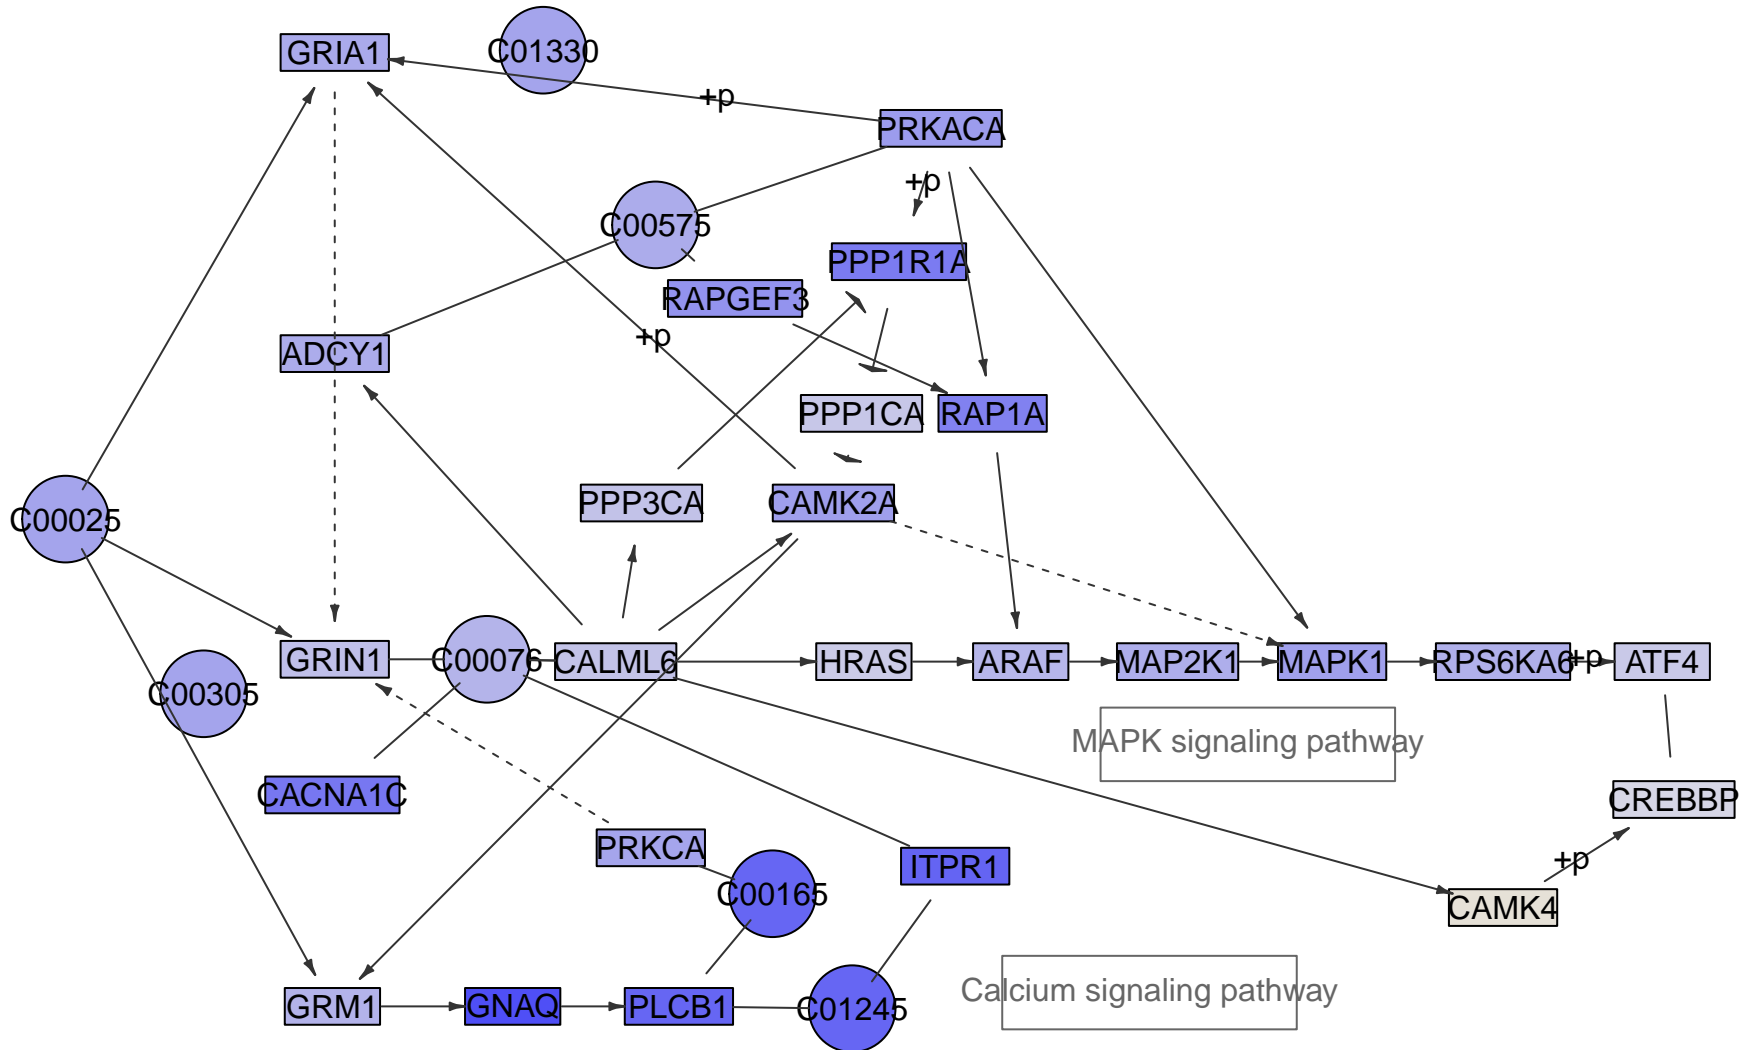 GRIA1
C01330
+p
PRKACA
+p
C00575
PPP1R1A
RAPGEF3
+p
ADCY1
PPP1CA
RAP1A
PPP3CA
CAMK2A
C00025
GRIN1
C00076
CALML6
HRAS
ARAF
MAP2K1
MAPK1
RPS6KA6
+p
ATF4
C00305
MAPK signaling pathway
CACNA1C
CREBBP
PRKCA
ITPR1
+p
C00165
CAMK4
Calcium signaling pathway
GRM1
GNAQ
PLCB1
C01245